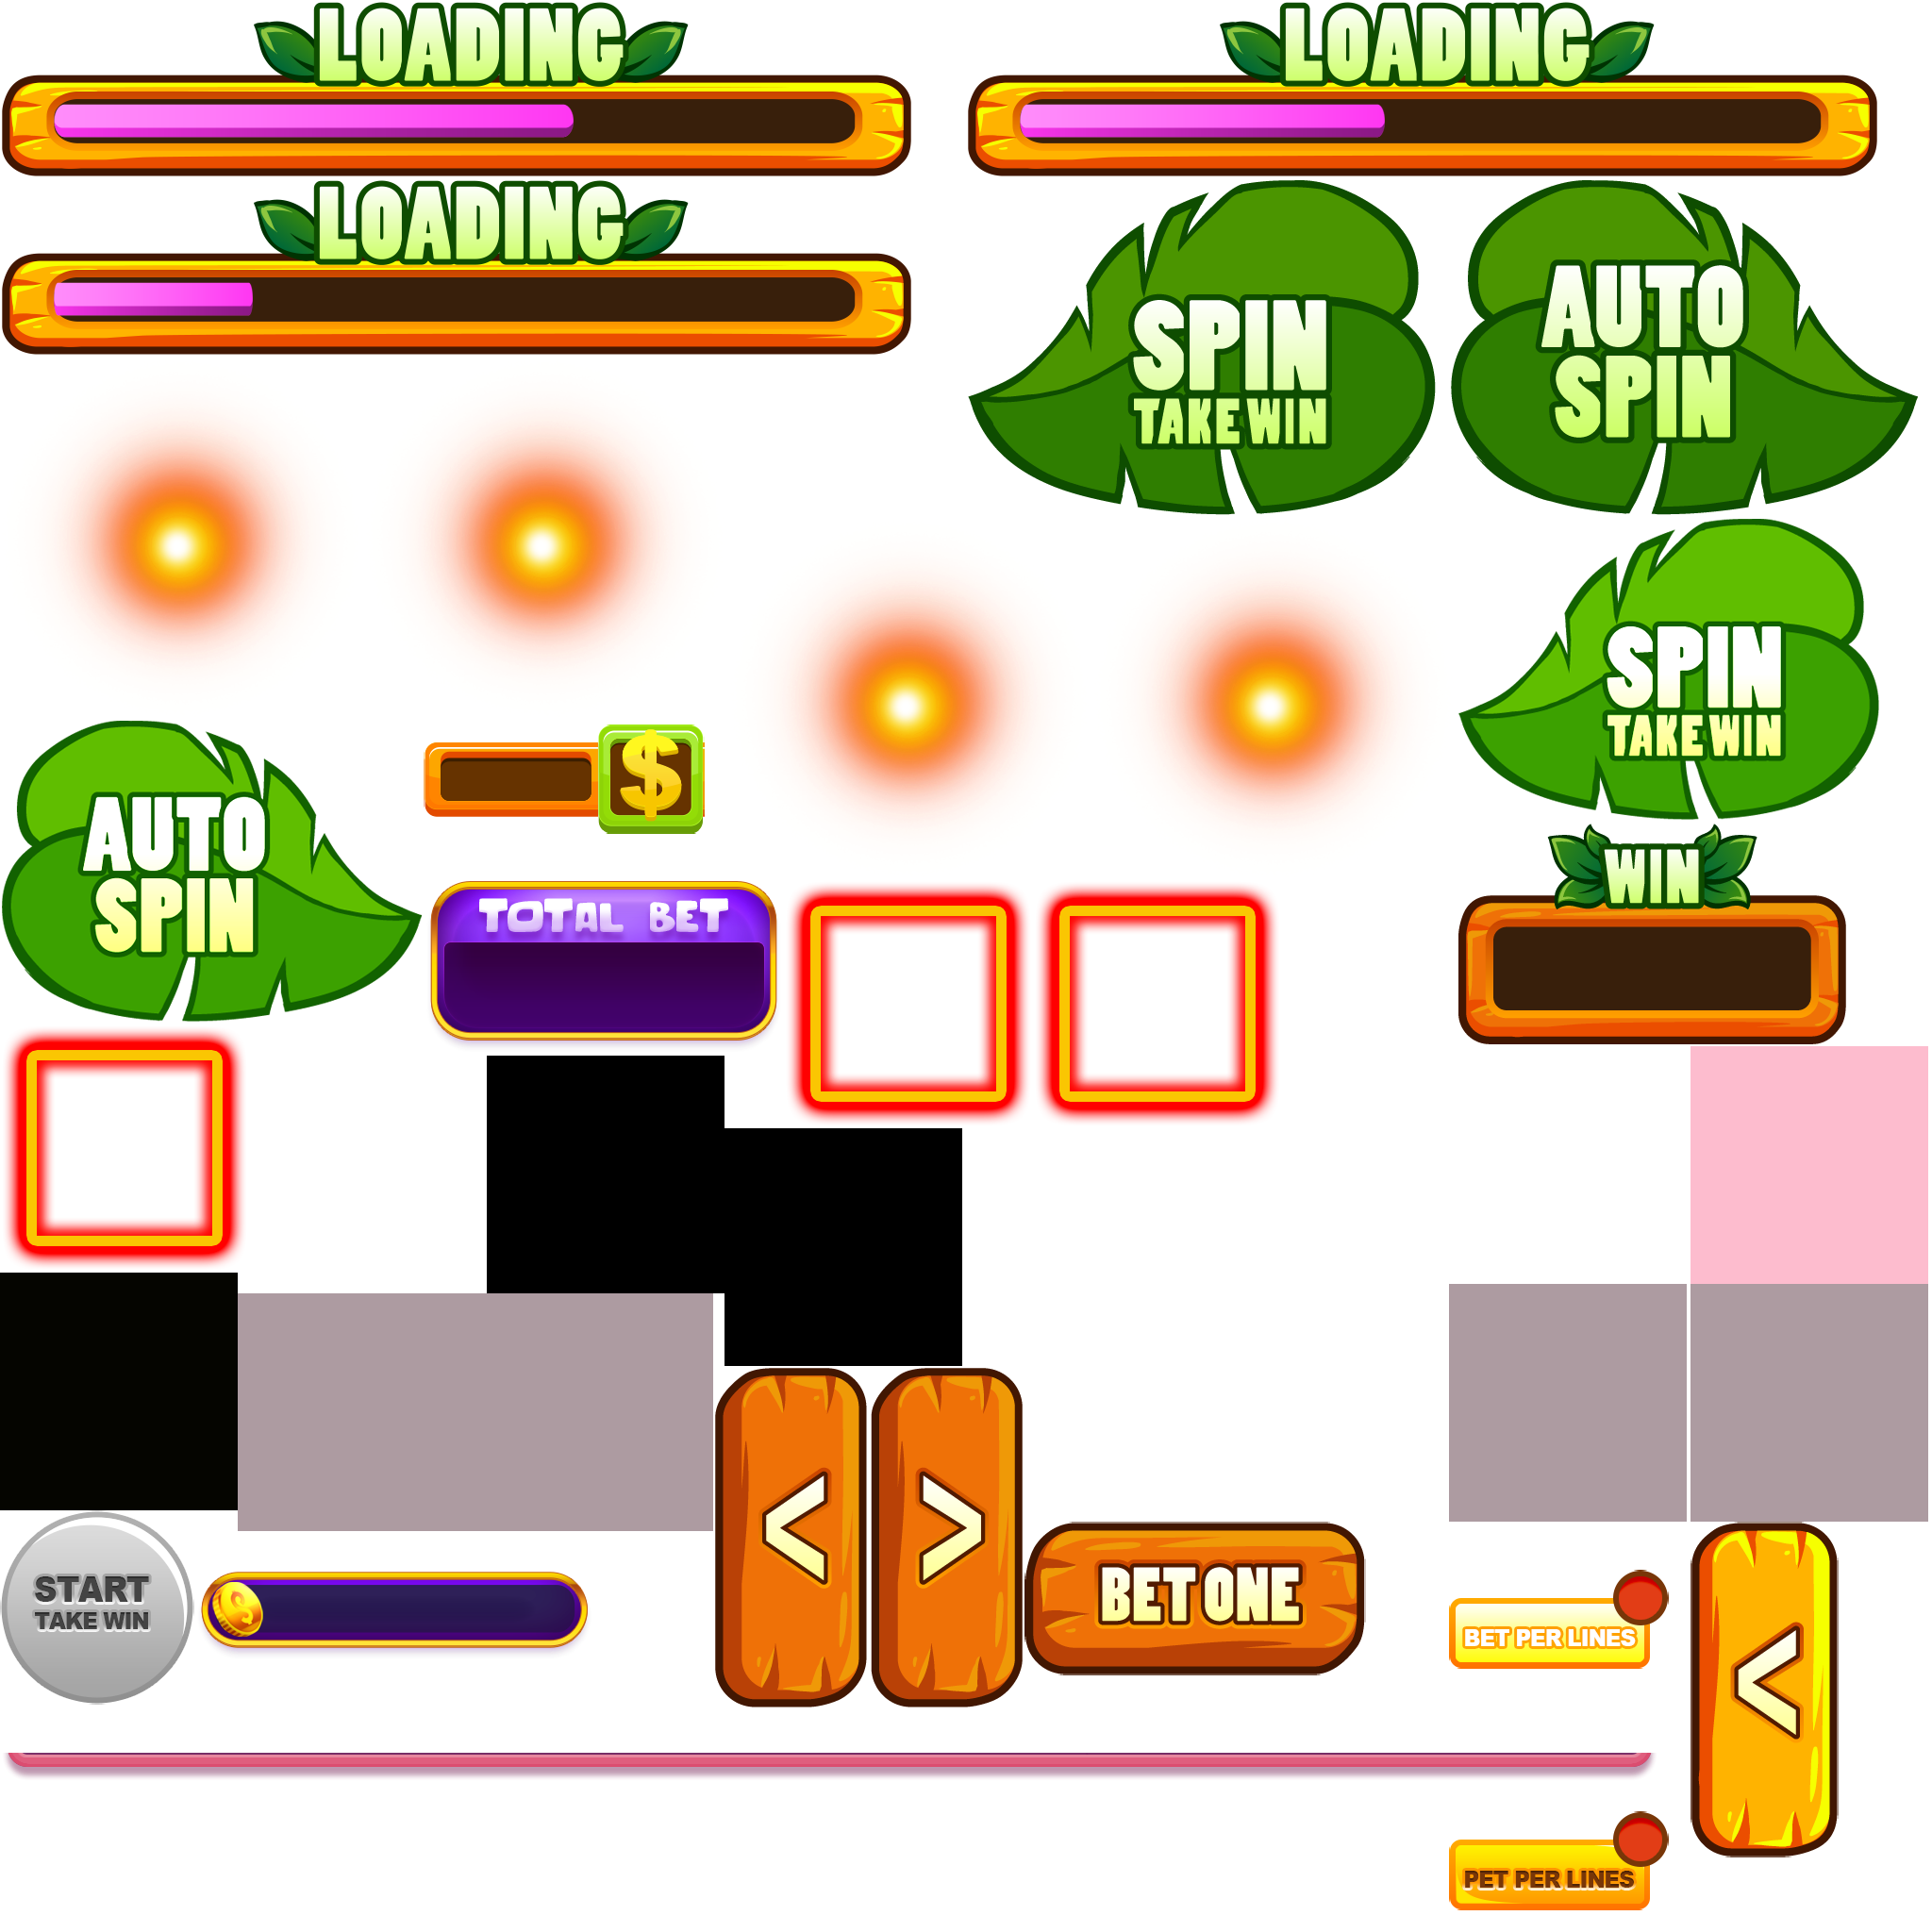 LOADING
LOADING
LOADING
SPIN
TAKE WIN
AUTO
SPIN
SPIN
TAKE WIN
$
AUTO
SPIN
WIN
TOTAL BET
<
>
START
TAKE WIN
BET ONE
BET PER LINES
<
PET PER LINES